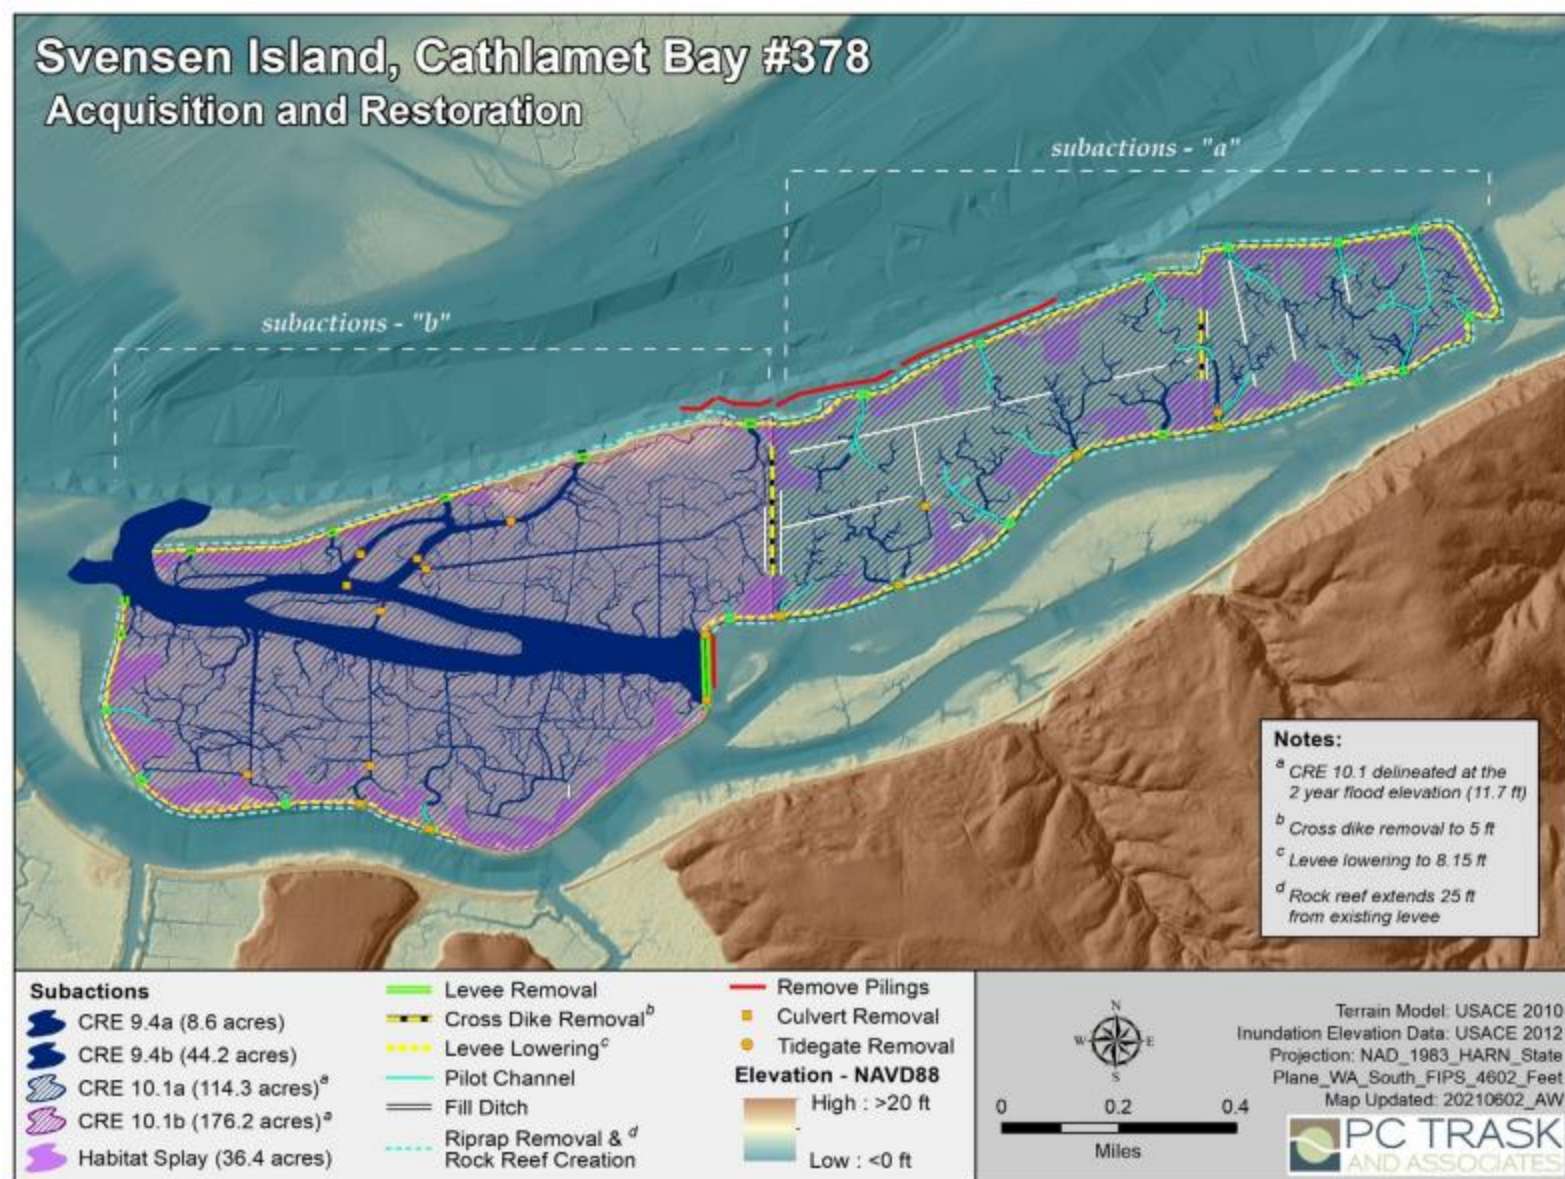 Svensen Island, Cathlamet Bay #378
Acquisition and Restoration
subactions - "a"
subactions - "b"
Notes:
a CRE 10.1 delineated at the
2 year flood elevation (11.7 ft)
b Cross dike removal to 5 ft
c Levee lowering to 8.15 ft
d Rock reef extends 25 ft
from existing levee
Subactions
CRE 9.4a (8.6 acres)
CRE 9.4b (44.2 acres)
CRE 10.1a (114.3 acres)a
CRE 10.1b (176.2 acres)a
Habitat Splay (36.4 acres)
Levee Removal
Cross Dike Removalb
Levee Loweringc
Pilot Channel
Fill Ditch
Riprap Removal & d
Rock Reef Creation
Remove Pilings
Culvert Removal
Tidegate Removal
Elevation - NAVD88
High : >20 ft
Low : <0 ft
N
W E
S
0 0.2 0.4
Miles
Terrain Model: USACE 2010
Inundation Elevation Data: USACE 2012
Projection: NAD_1983_HARN_State
Plane_WA_South_FIPS_4602_Feet
Map Updated: 20210602_AW
PC TRASK
AND ASSOCIATES